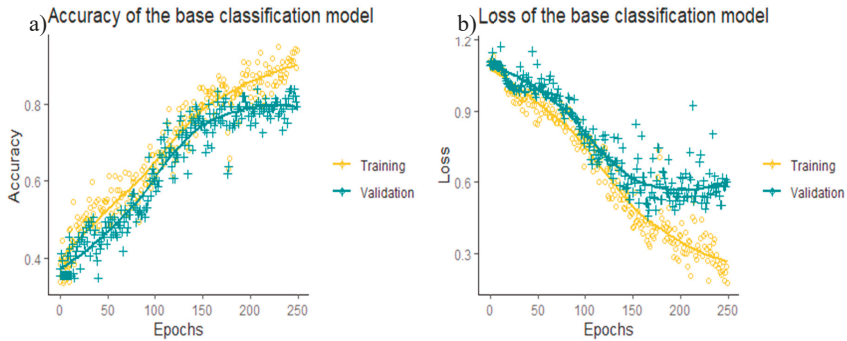 a) Accuracy of the base classification model
1.0
0.8
0.6
0.4
Accuracy
0 50 100 150 200 250
Epochs
Training
Validation
b) Loss of the base classification model
1.2
0.9
0.6
0.3
Loss
0 50 100 150 200 250
Epochs
Training
Validation